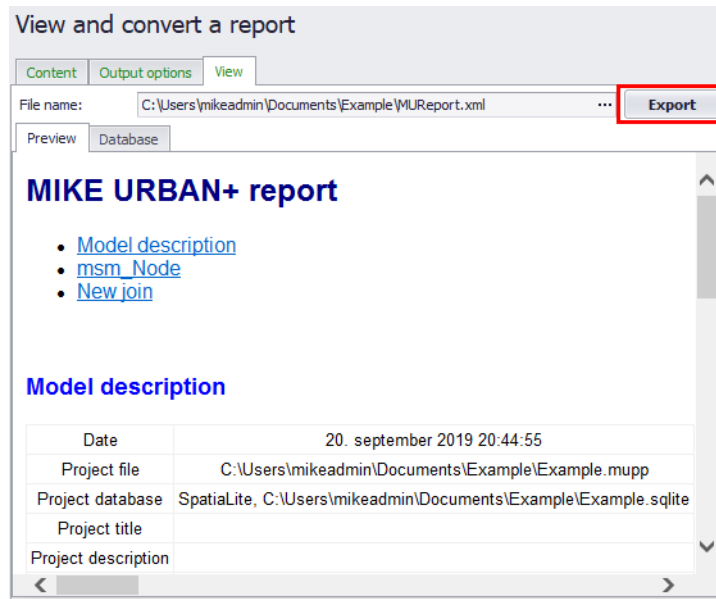 View and convert a report
Content Output options View
File name: C:\Users\mikeadmin\Documents\Example\MUReport.xml ... Export
Preview Database
MIKE URBAN+ report
• Model description
• msm_Node
• New join
Model description
Date 20. september 2019 20:44:55
Project file C:\Users\mikeadmin\Documents\Example\Example.mupp
Project database SpatiaLite, C:\Users\mikeadmin\Documents\Example\Example.sqlite
Project title
Project description